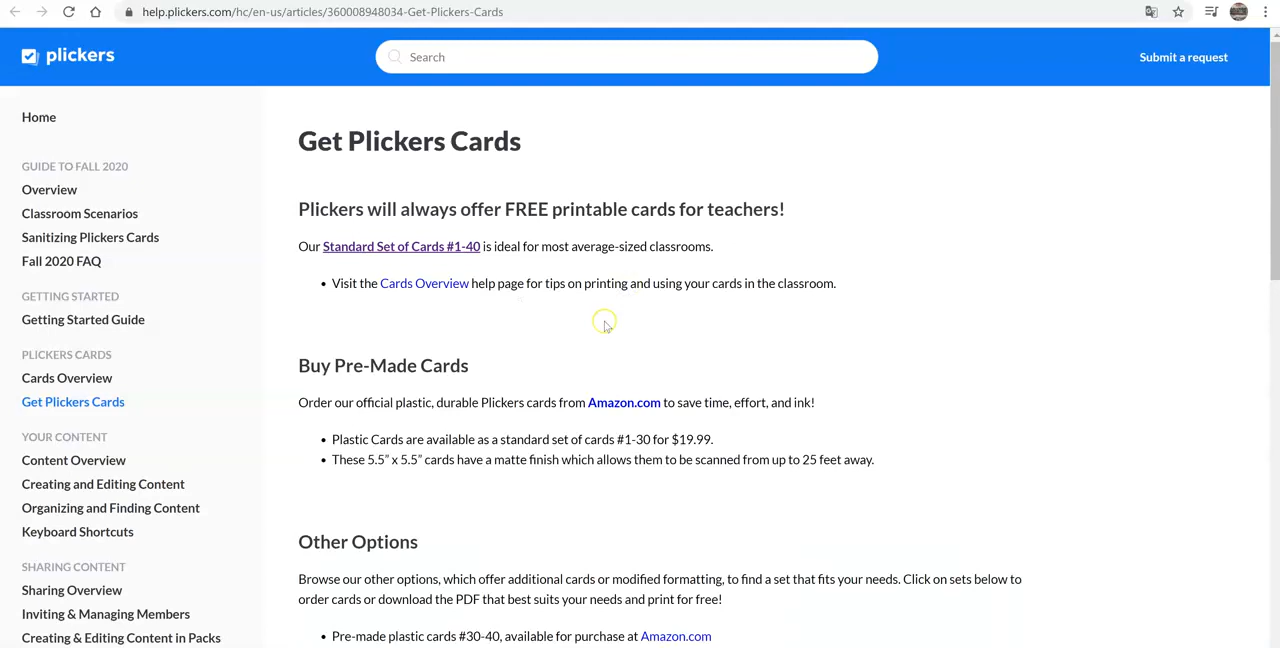 help.plickers.com/hc/en-us/articles/360008948034-Get-Plickers-Cards
plickers
Search
Submit a request
Home
GUIDE TO FALL 2020
Overview
Classroom Scenarios
Sanitizing Plickers Cards
Fall 2020 FAQ
GETTING STARTED
Getting Started Guide
PLICKERS CARDS
Cards Overview
Get Plickers Cards
YOUR CONTENT
Content Overview
Creating and Editing Content
Organizing and Finding Content
Keyboard Shortcuts
SHARING CONTENT
Sharing Overview
Inviting & Managing Members
Creating & Editing Content in Packs
Get Plickers Cards
Plickers will always offer FREE printable cards for teachers!
Our Standard Set of Cards #1-40 is ideal for most average-sized classrooms.
• Visit the Cards Overview help page for tips on printing and using your cards in the classroom.
Buy Pre-Made Cards
Order our official plastic, durable Plickers cards from Amazon.com to save time, effort, and ink!
• Plastic Cards are available as a standard set of cards #1-30 for $19.99.
• These 5.5” x 5.5” cards have a matte finish which allows them to be scanned from up to 25 feet away.
Other Options
Browse our other options, which offer additional cards or modified formatting, to find a set that fits your needs. Click on sets below to
order cards or download the PDF that best suits your needs and print for free!
• Pre-made plastic cards #30-40, available for purchase at Amazon.com